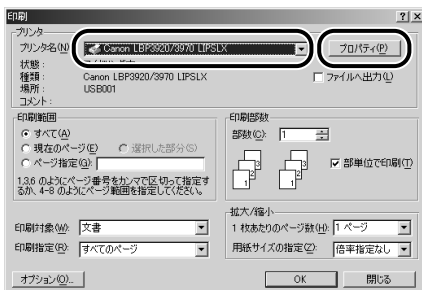 印刷
プリンタ
プリンタ名(N): Canon LBP3920/3970 LIPSLX プロパティ(P)
状態:
種類: Canon LBP3920/3970 LIPSLX ファイルへ出力(L)
場所: USB001
コメント:
印刷範囲
すべて(A)
現在のページ(E) 選択した部分(S)
ページ指定(G):
1,3,6 のようにページ番号をカンマで区切って指定するか、4-8 のようにページ範囲を指定してください。
印刷部数
部数(C): 1
部単位で印刷(T)
印刷対象(W): 文書
印刷指定(R): すべてのページ
拡大/縮小
1 枚あたりのページ数(H): 1 ページ
用紙サイズの指定(Z): 倍率指定なし
オプション(O)... OK 閉じる